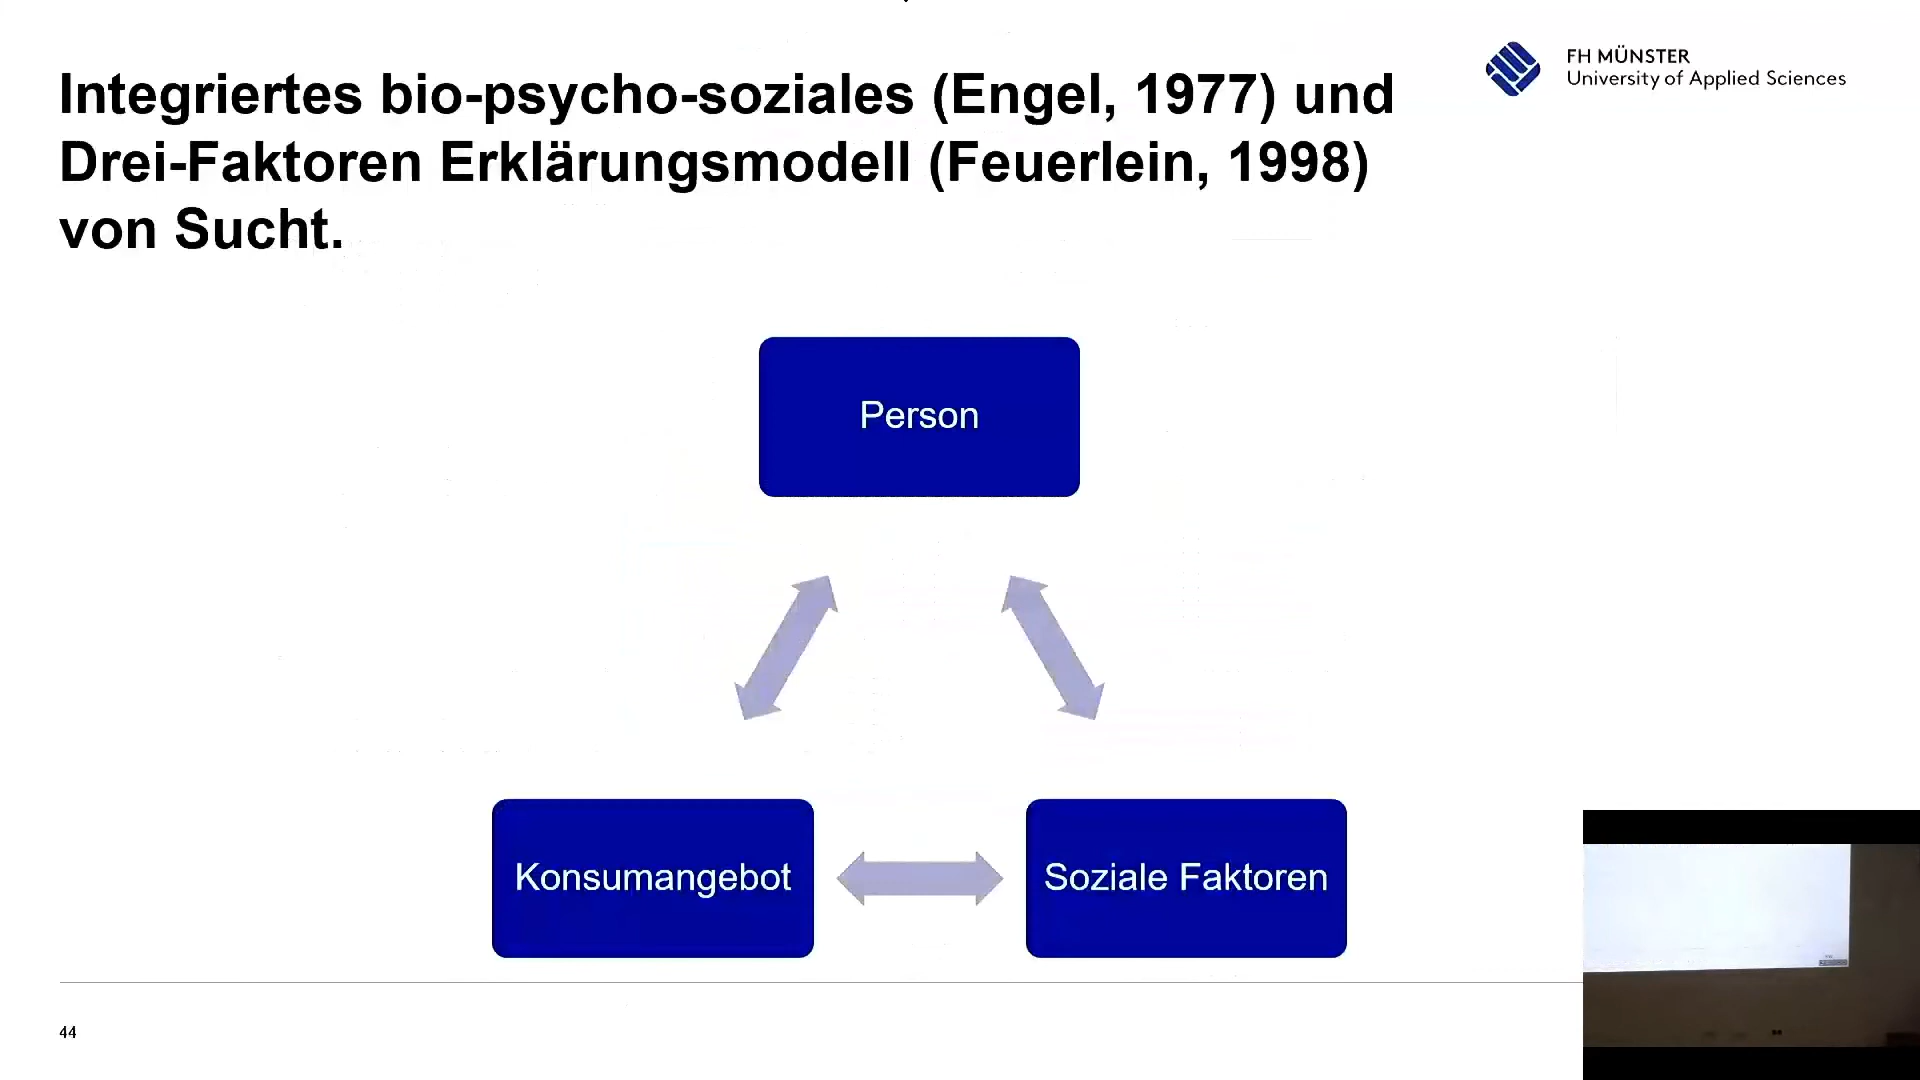 FH MÜNSTER
University of Applied Sciences
Integriertes bio-psycho-soziales (Engel, 1977) und
Drei-Faktoren Erklärungsmodell (Feuerlein, 1998)
von Sucht.
Person
Konsumangebot
Soziale Faktoren
44